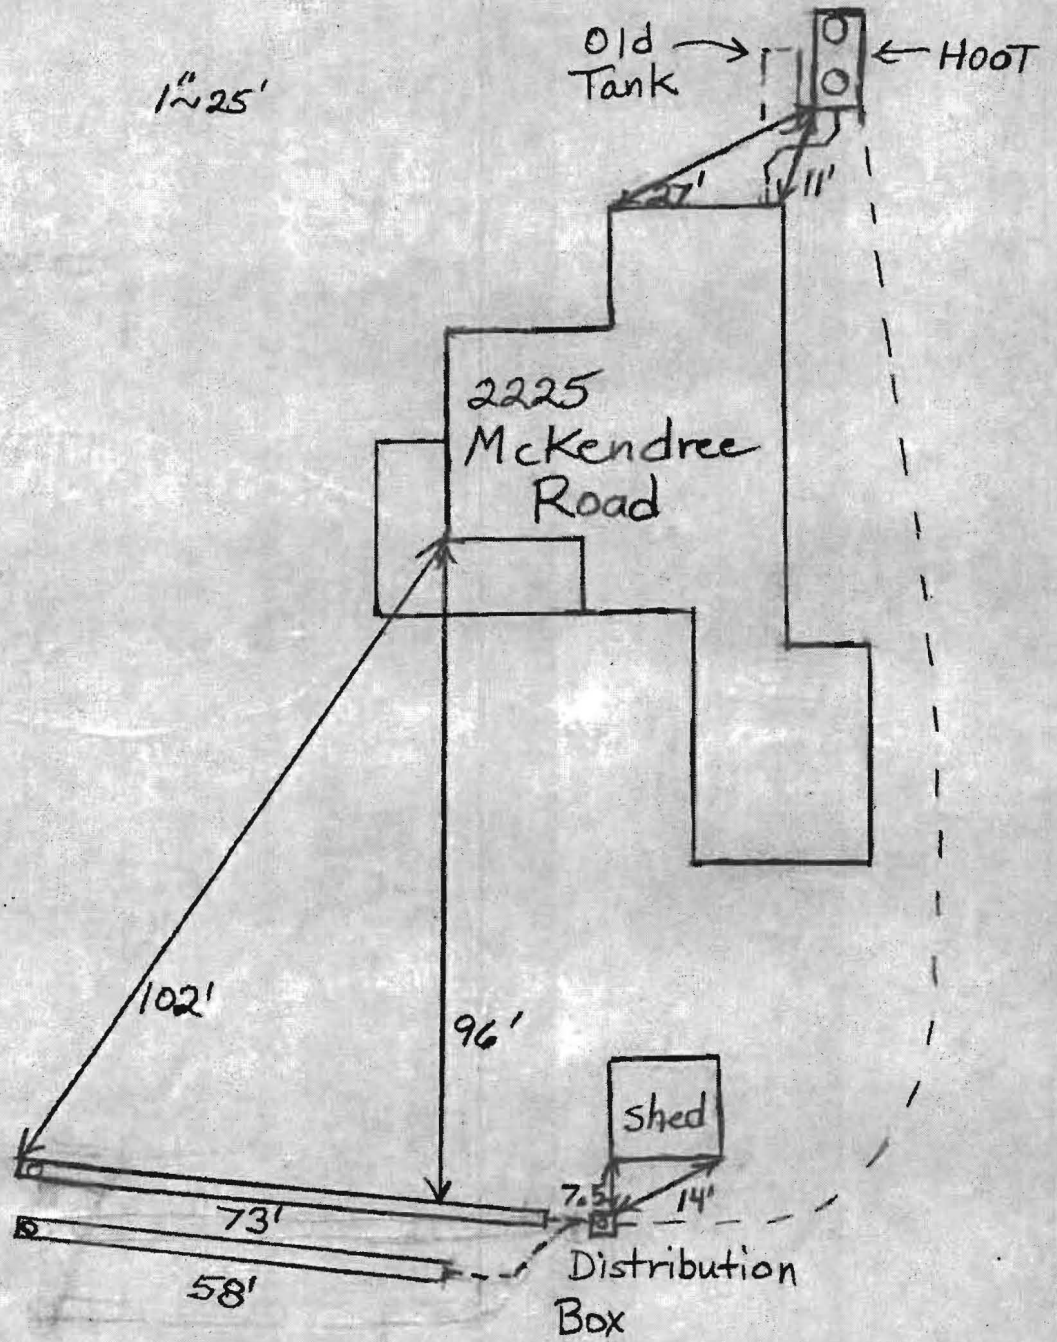 1"~25'
Old
Tank
HOOT
27'
11'
2225
McKendree
Road
102'
96'
Shed
7.5
14'
73'
58'
Distribution
Box